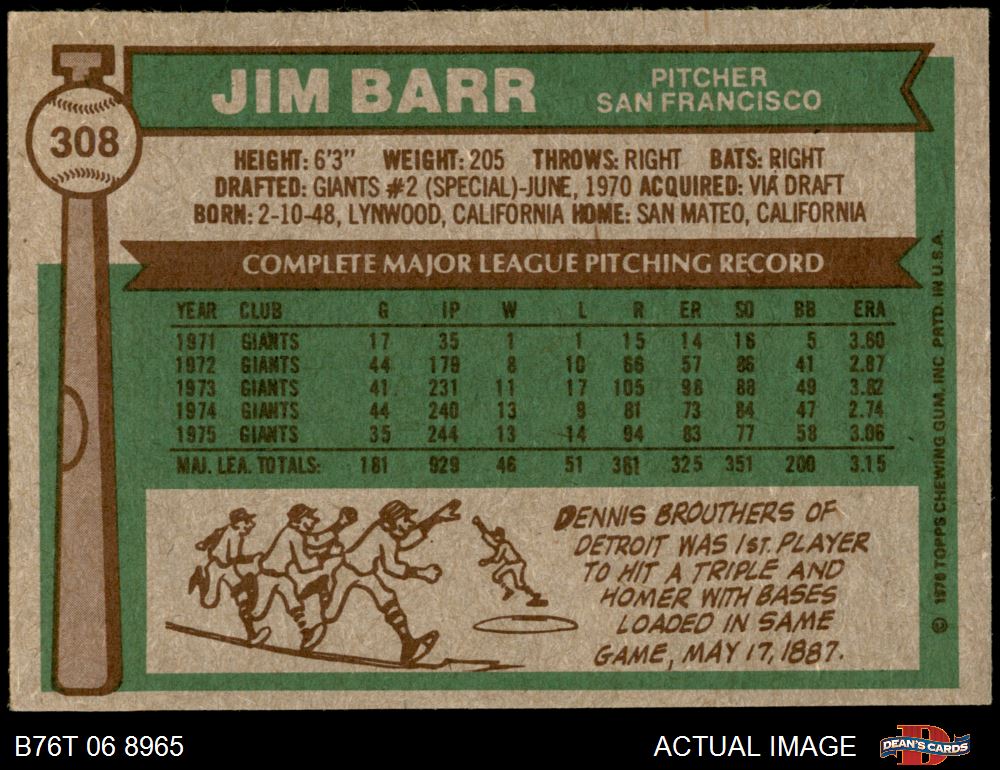 308
JIM BARR
PITCHER
SAN FRANCISCO
HEIGHT: 6'3" WEIGHT: 205 THROWS: RIGHT BATS: RIGHT
DRAFTED: GIANTS #2 (SPECIAL)-JUNE, 1970 ACQUIRED: VIA DRAFT
BORN: 2-10-48, LYNWOOD, CALIFORNIA HOME: SAN MATEO, CALIFORNIA
COMPLETE MAJOR LEAGUE PITCHING RECORD
YEAR CLUB G IP W L R ER SO BB ERA
1971 GIANTS 17 35 1 1 15 14 16 5 3.60
1972 GIANTS 44 179 8 10 66 57 86 41 2.87
1973 GIANTS 41 231 11 17 105 98 88 49 3.82
1974 GIANTS 44 240 13 9 81 73 84 47 2.74
1975 GIANTS 35 244 13 14 94 83 77 58 3.06
MAJ. LEA. TOTALS: 181 929 46 51 361 325 351 200 3.15
DENNIS BROUTHERS OF
DETROIT WAS 1ST. PLAYER
TO HIT A TRIPLE AND
HOMER WITH BASES
LOADED IN SAME
GAME, MAY 17, 1887.
© 1976 TOPPS CHEWING GUM, INC PRTD. IN U.S.A.
B76T 06 8965
ACTUAL IMAGE
D
DEAN'S CARDS